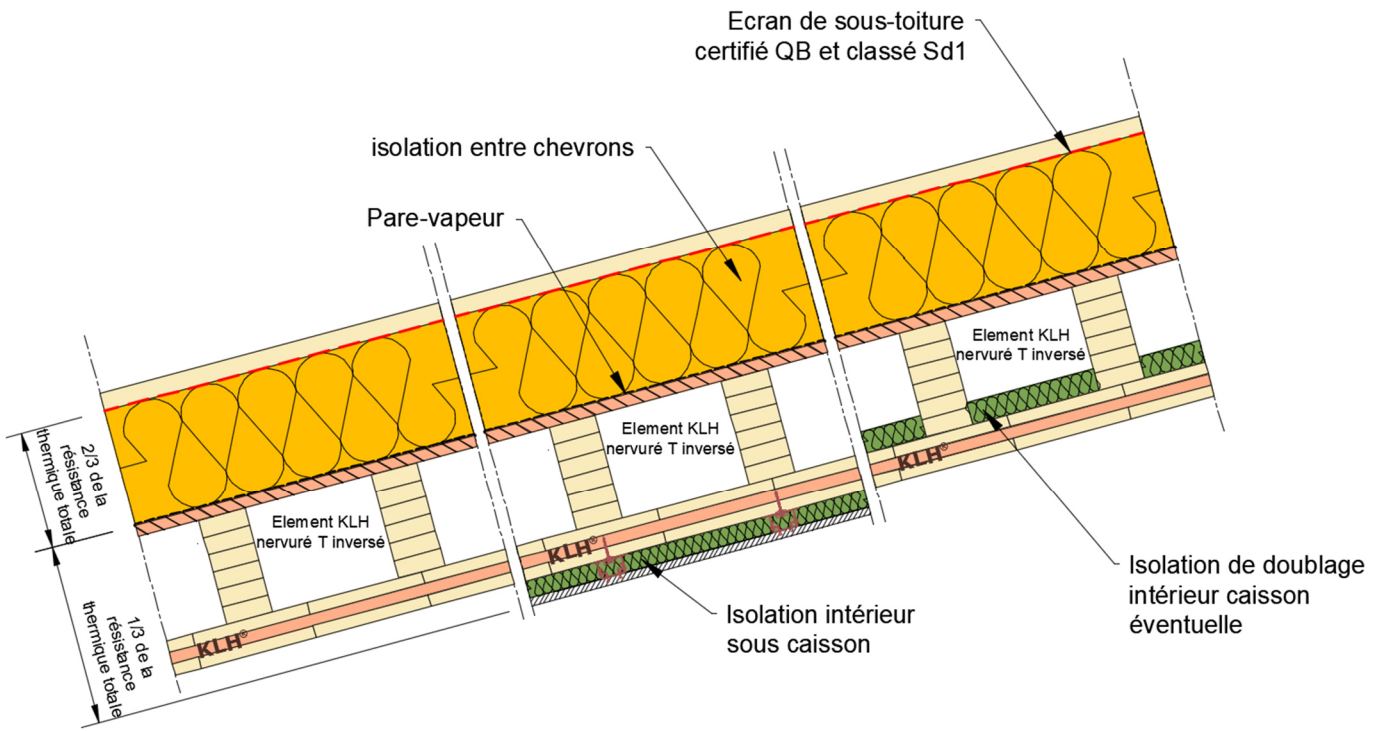 Ecran de sous-toiture
certifié QB et classé Sd1
isolation entre chevrons
Pare-vapeur
Element KLH
nervuré T inversé
Element KLH
nervuré T inversé
Element KLH
nervuré T inversé
2/3 de la
résistance
thermique totale
1/3 de la
résistance
thermique totale
KLH®
KLH®
KLH®
Isolation intérieur
sous caisson
Isolation de doublage
intérieur caisson
éventuelle